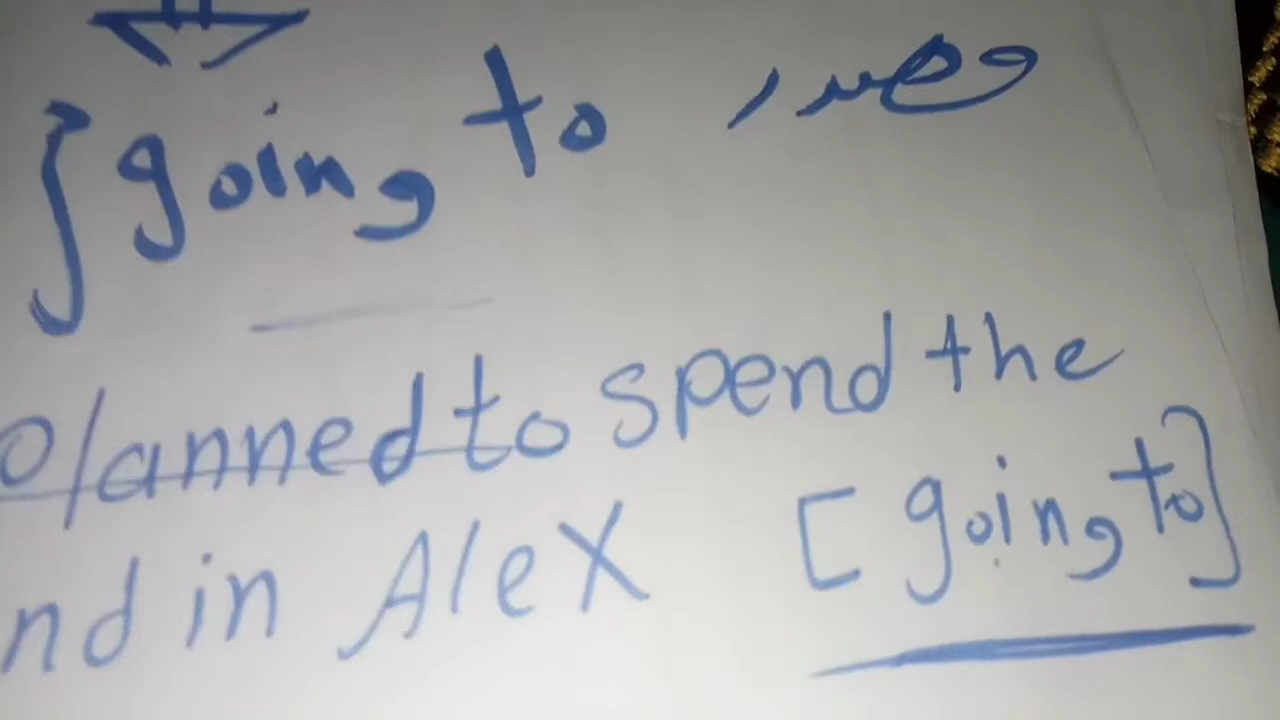 going to مصدر
planned to spend the
nd in Alex [going to]